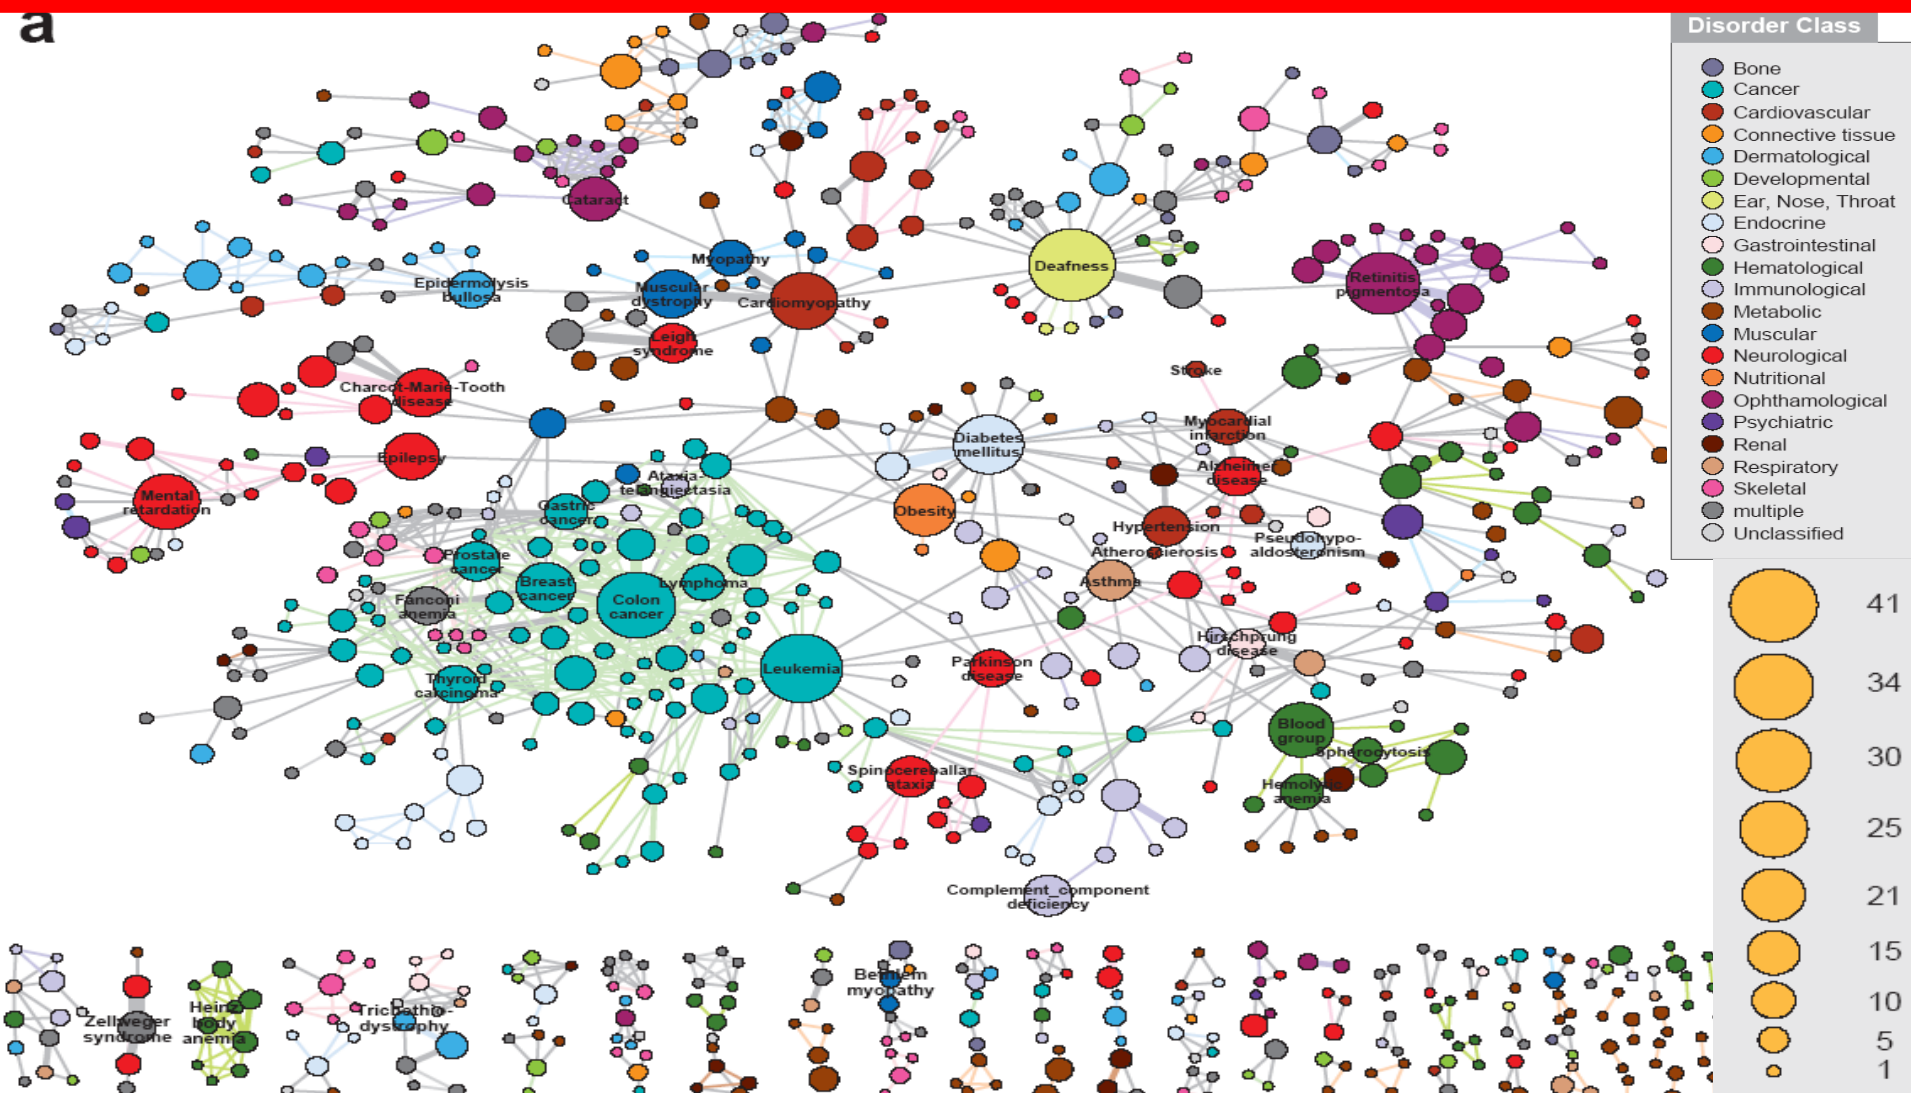 a
Disorder Class
Bone
Cancer
Cardiovascular
Connective tissue
Dermatological
Developmental
Ear, Nose, Throat
Endocrine
Gastrointestinal
Hematological
Immunological
Metabolic
Muscular
Neurological
Nutritional
Ophthamological
Psychiatric
Renal
Respiratory
Skeletal
multiple
Unclassified
41
34
30
25
21
15
10
5
1
Cataract
Myopathy
Deafness
Epidermolysis
bullosa
Muscular
dystrophy
Cardiomyopathy
Retinitis
pigmentosa
Leigh
syndrome
Charcot-Marie-Tooth
disease
Stroke
Myocardial
infarction
Diabetes
mellitus
Epilepsy
Alzheimer
disease
Mental
retardation
Ataxia-
telangiectasia
Gastric
cancer
Obesity
Hypertension
Pseudohypo-
aldosteronism
Atherosclerosis
Prostate
cancer
Breast
cancer
Lymphoma
Asthma
Fanconi
anemia
Colon
cancer
Hirschprung
disease
Leukemia
Parkinson
disease
Thyroid
carcinoma
Blood
group
Spherocytosis
Spinocereballar
ataxia
Hemolytic
anemia
Complement_component
deficiency
Bethlem
myopathy
Zellweger
syndrome
Heinz
body
anemia
Trichothio-
dystrophy